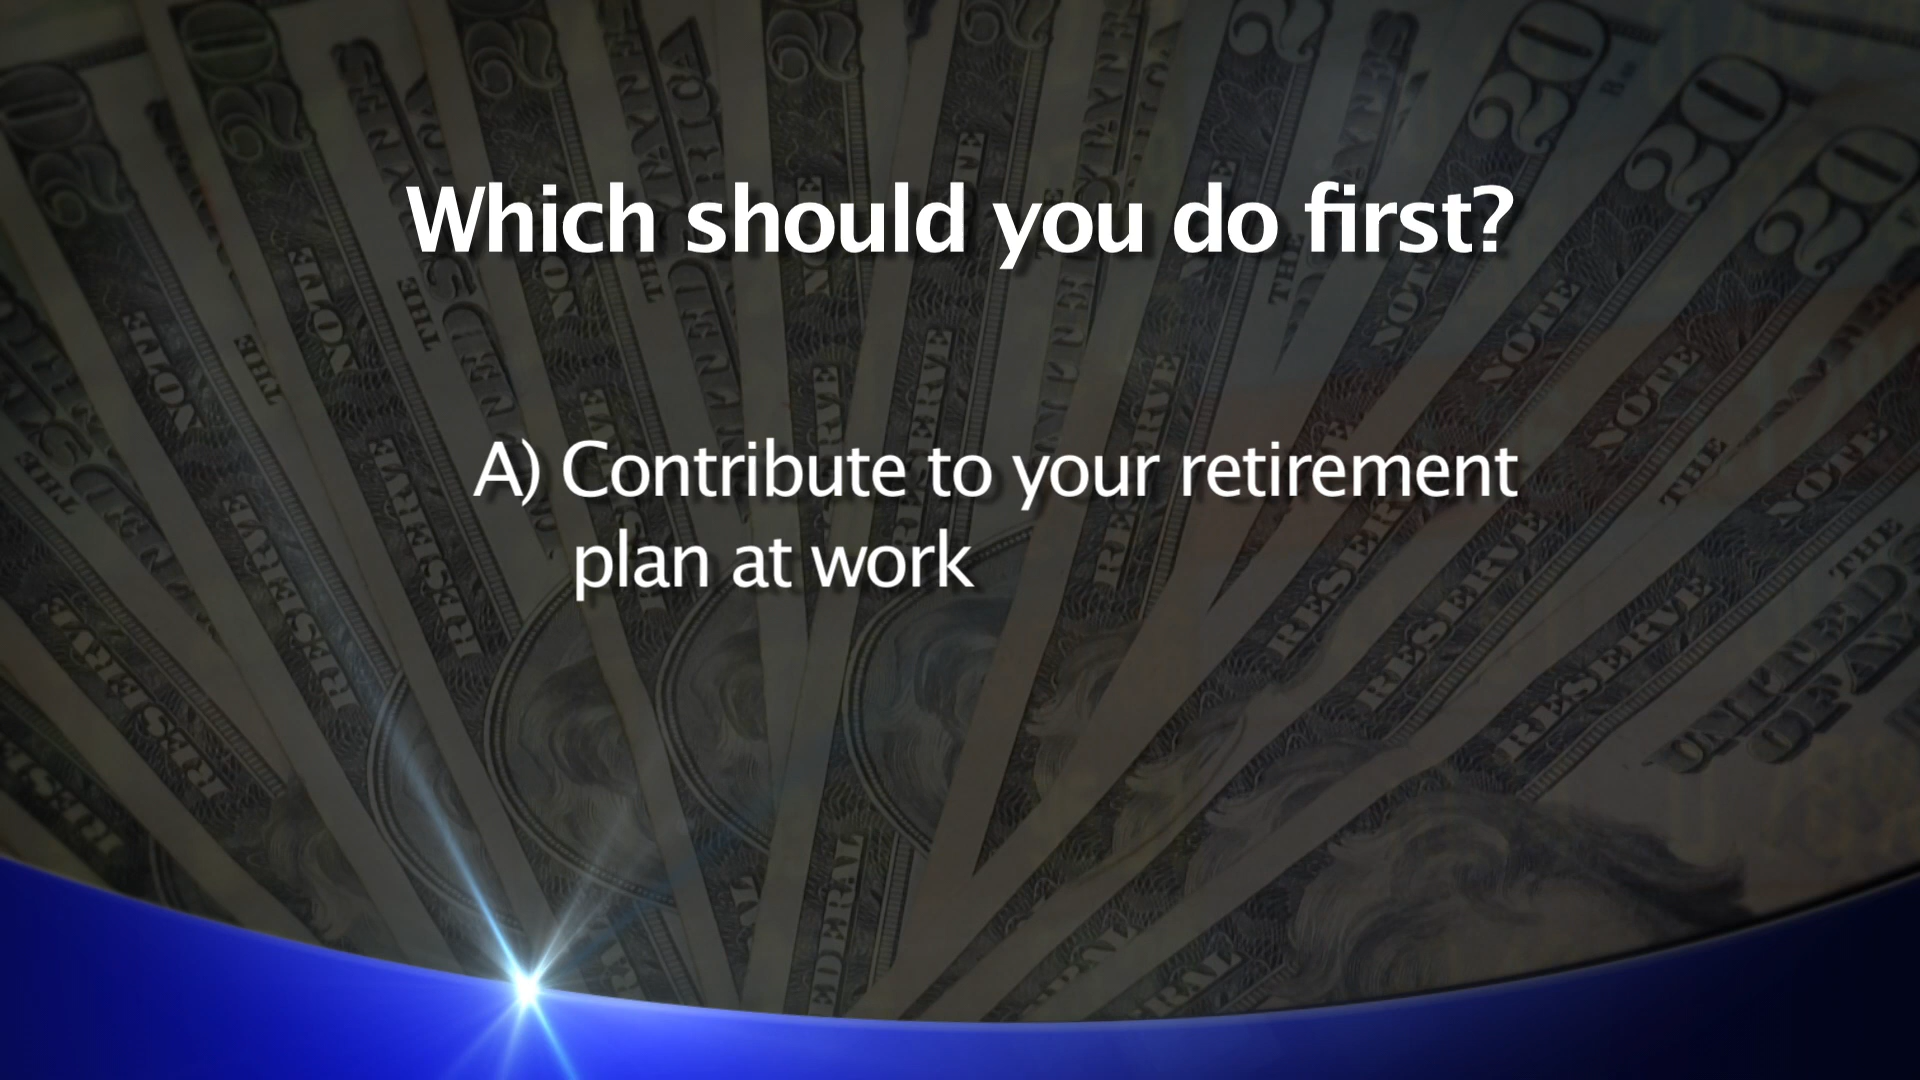 Which should you do first?
A) Contribute to your retirement
plan at work